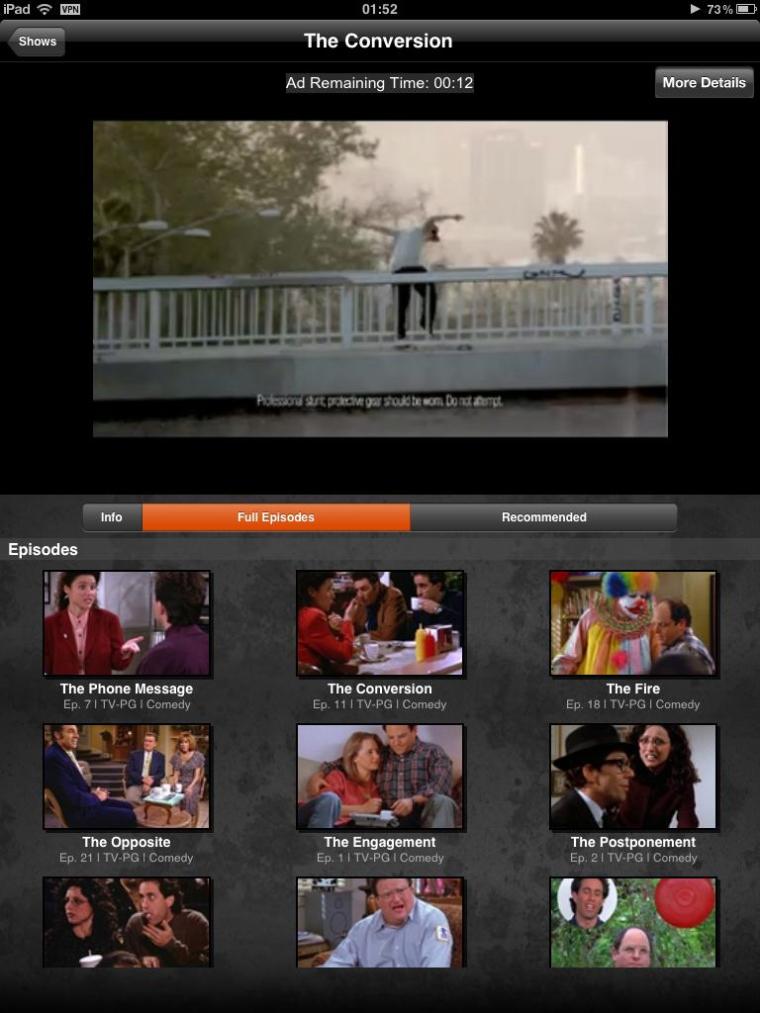 iPad VPN 01:52 73%
Shows The Conversion
Ad Remaining Time: 00:12 More Details
Professional stunt; protective gear should be worn. Do not attempt.
Info Full Episodes Recommended
Episodes
The Phone Message The Conversion The Fire
Ep. 7 | TV-PG | Comedy Ep. 11 | TV-PG | Comedy Ep. 18 | TV-PG | Comedy
The Opposite The Engagement The Postponement
Ep. 21 | TV-PG | Comedy Ep. 1 | TV-PG | Comedy Ep. 2 | TV-PG | Comedy